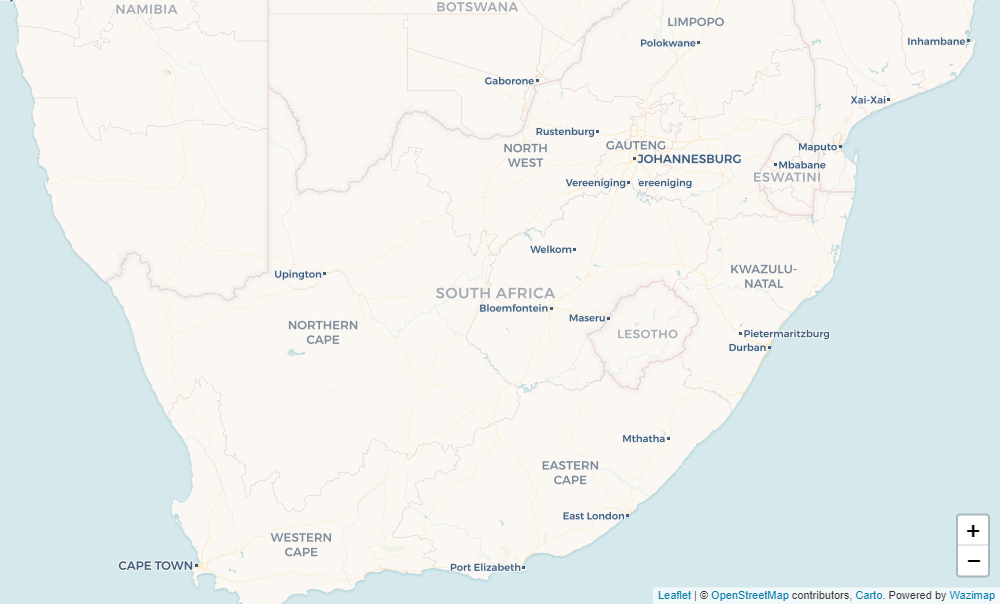 NAMIBIA
BOTSWANA
LIMPOPO
Polokwane
Inhambane
Gaborone
Xai-Xai
Rustenburg
GAUTENG
NORTH
WEST
JOHANNESBURG
Maputo
Mbabane
ESWATINI
Vereeniging
ereeniging
Welkom
Upington
KWAZULU-
NATAL
SOUTH AFRICA
Bloemfontein
Maseru
NORTHERN
CAPE
LESOTHO
Pietermaritzburg
Durban
Mthatha
EASTERN
CAPE
East London
WESTERN
CAPE
CAPE TOWN
Port Elizabeth
+
−
Leaflet | © OpenStreetMap contributors, Carto. Powered by Wazimap